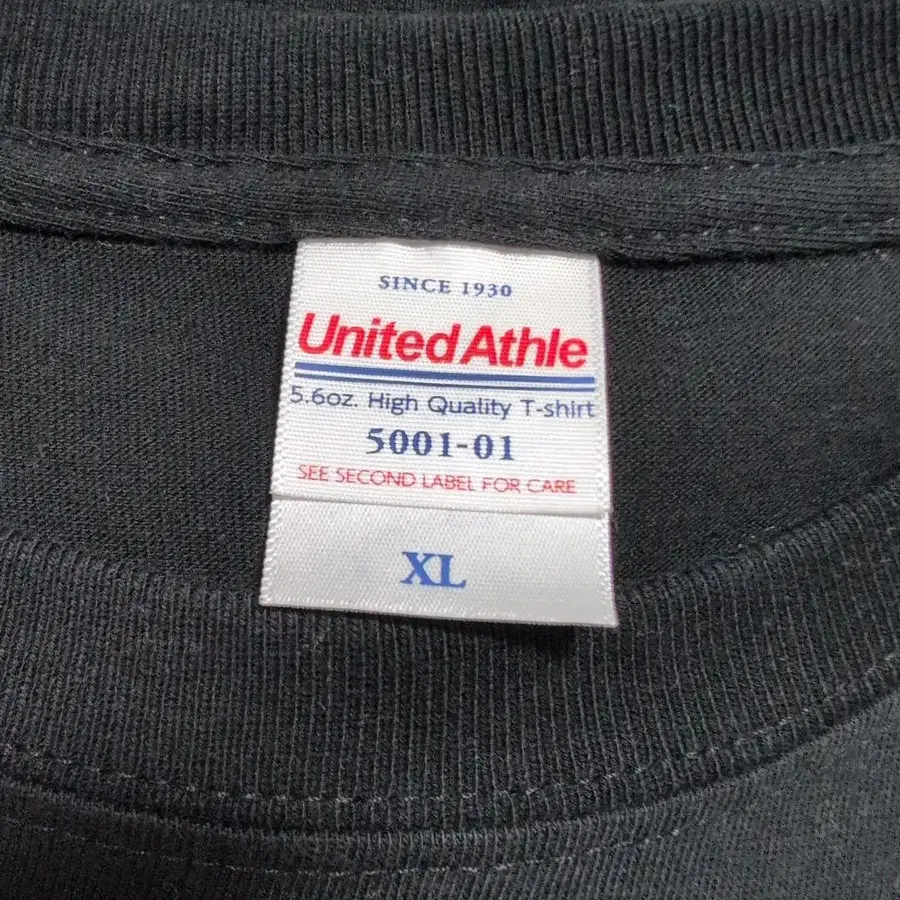 SINCE 1930
United Athle
5.6oz. High Quality T-shirt
5001-01
SEE SECOND LABEL FOR CARE
XL